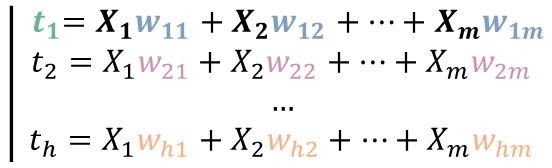 t₁= X₁w₁₁ + X₂w₁₂ + ⋯ + Xₘw₁ₘ
t₂ = X₁w₂₁ + X₂w₂₂ + ⋯ + Xₘw₂ₘ
...
tₕ = X₁wₕ₁ + X₂wₕ₂ + ⋯ + Xₘwₕₘ